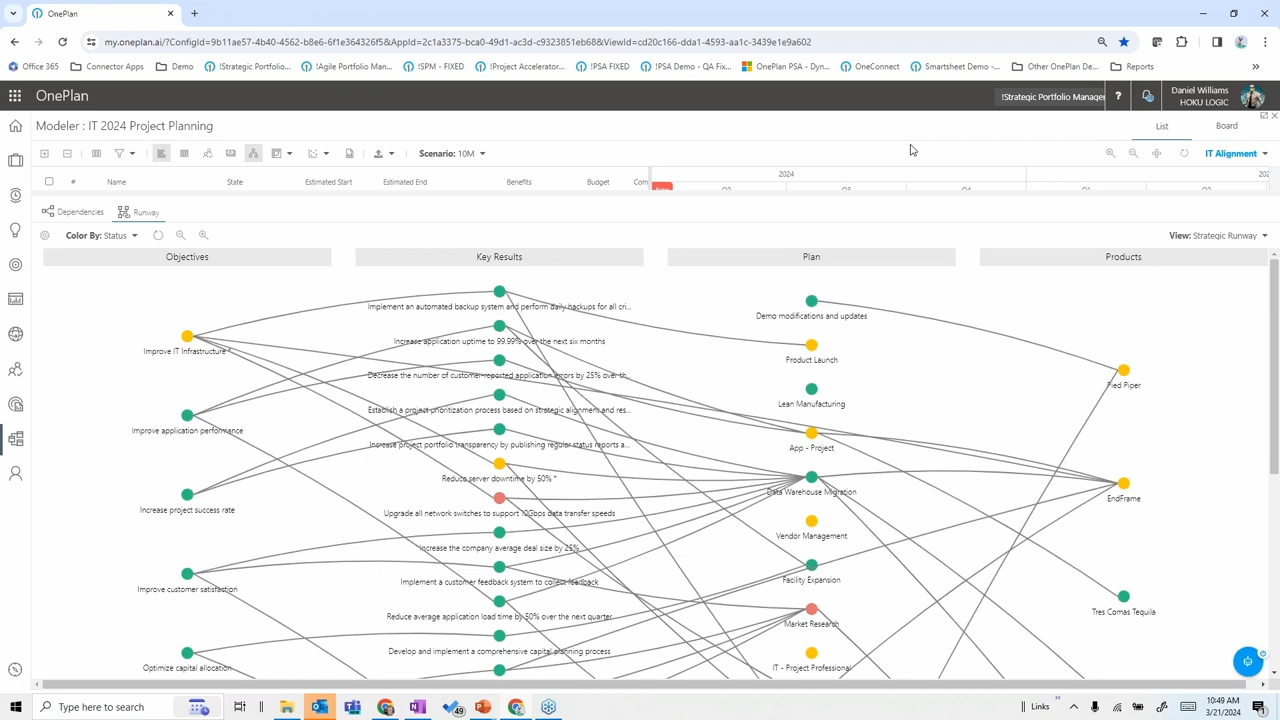 OnePlan
my.oneplan.ai/?ConfigId=9b11ae57-4b40-4562-b8e6-6f1e364326f5&AppId=2c1a3375-bca0-49d1-ac3d-c9323851eb68&ViewId=cd20c166-dda1-4593-aa1c-3439e1e9a602
Office 365 Connector Apps Demo !Strategic Portfolio... !Agile Portfolio Man... !SPM - FIXED !Project Accelerator... !PSA FIXED !PSA Demo - QA Fix... OnePlan PSA - Dyn... OneConnect Smartsheet Demo -... Other OnePlan De... Reports »
OnePlan !Strategic Portfolio Manager ? Daniel Williams
HOKU LOGIC
Modeler : IT 2024 Project Planning List Board
Scenario: 10M IT Alignment
# Name State Estimated Start Estimated End Benefits Budget Com 2024
Q3
Dependencies Runway
Color By: Status View: Strategic Runway
Objectives Key Results Plan Products
Implement an automated backup system and perform daily backups for all cri...
Demo modifications and updates
Increase application uptime to 99.99% over the next six months
Improve IT Infrastructure *
Product Launch
Decrease the number of customer-reported application errors by 25% over th...
Pied Piper
Lean Manufacturing
Establish a project prioritization process based on strategic alignment and res...
Improve application performance
Increase project portfolio transparency by publishing regular status reports a...
App - Project
Reduce server downtime by 50% *
Data Warehouse Migration
EndFrame
Increase project success rate
Upgrade all network switches to support 10Gbps data transfer speeds
Vendor Management
Increase the company average deal size by 25%
Implement a customer feedback system to collect feedback
Facility Expansion
Improve customer satisfaction
Tres Comas Tequila
Reduce average application load time by 50% over the next quarter
Market Research
Develop and implement a comprehensive capital planning process
Optimize capital allocation
IT - Project Professional
Type here to search 49 Links » 10:49 AM
3/21/2024